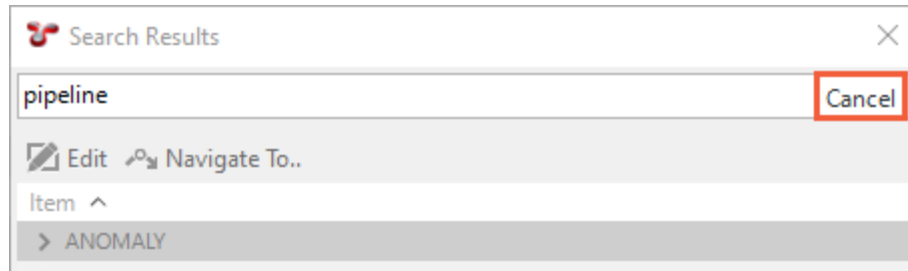 Search Results
pipeline Cancel
Edit Navigate To..
Item
ANOMALY